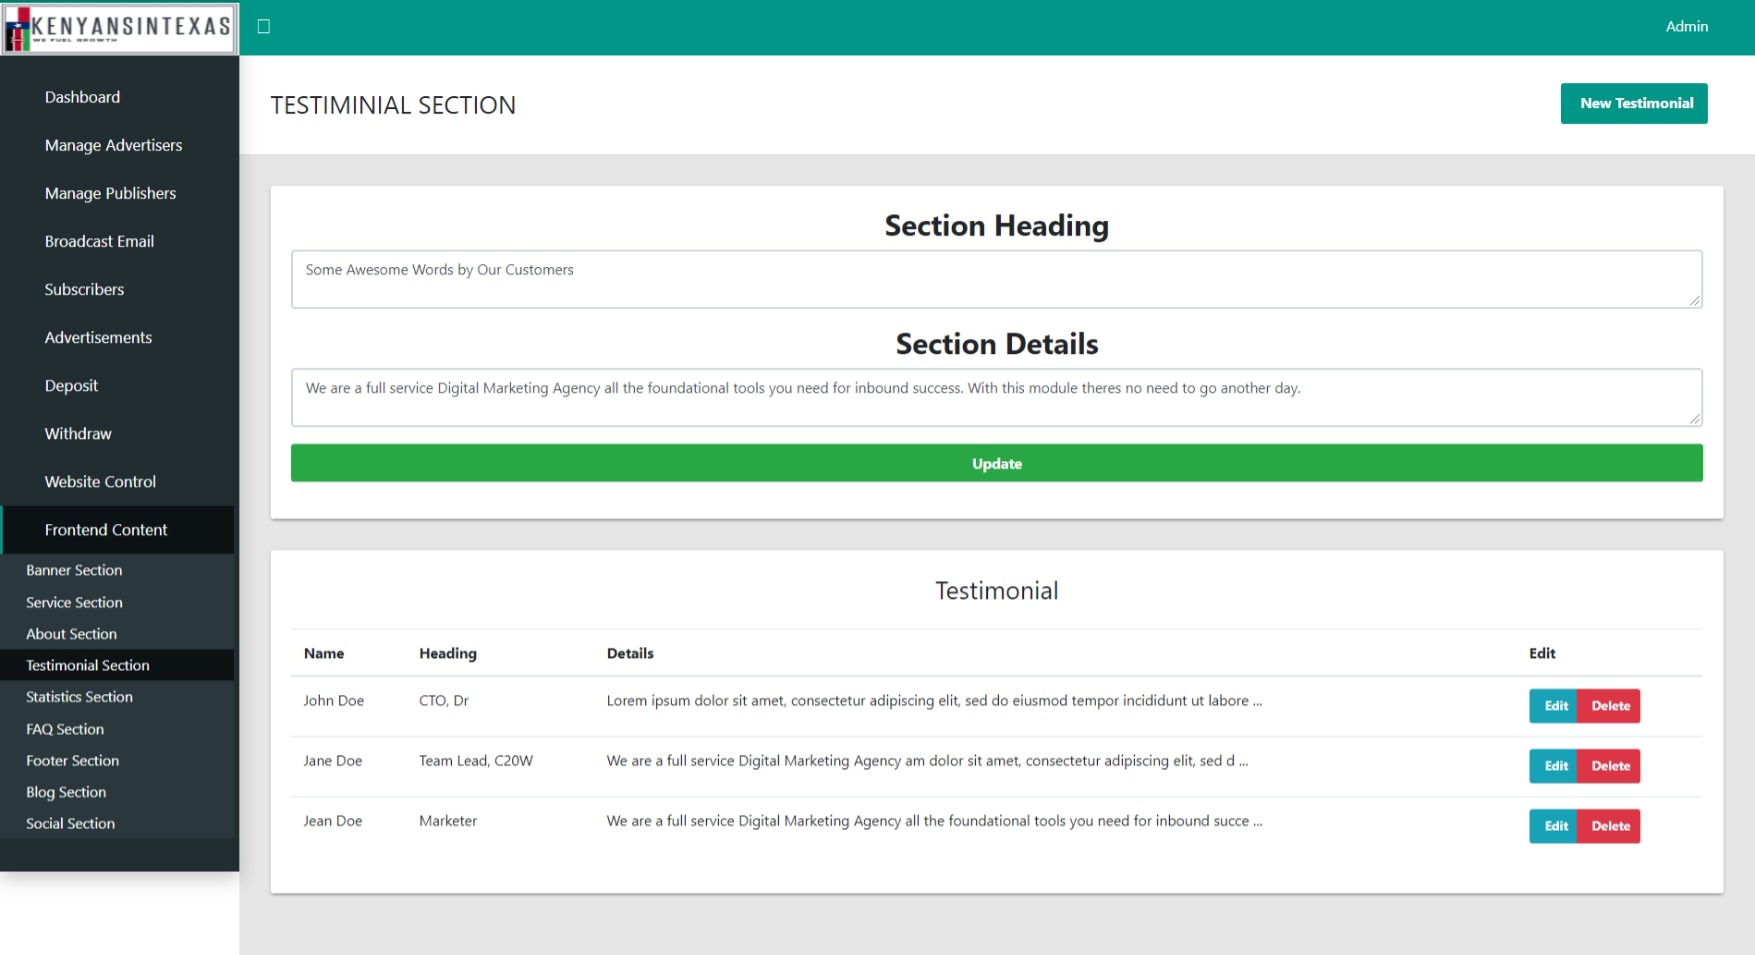 KENYANSINTEXAS
WE FUEL GROWTH
Admin
Dashboard
Manage Advertisers
Manage Publishers
Broadcast Email
Subscribers
Advertisements
Deposit
Withdraw
Website Control
Frontend Content
Banner Section
Service Section
About Section
Testimonial Section
Statistics Section
FAQ Section
Footer Section
Blog Section
Social Section
TESTIMINIAL SECTION
New Testimonial
Section Heading
Some Awesome Words by Our Customers
Section Details
We are a full service Digital Marketing Agency all the foundational tools you need for inbound success. With this module theres no need to go another day.
Update
Testimonial
Name Heading Details Edit
John Doe CTO, Dr Lorem ipsum dolor sit amet, consectetur adipiscing elit, sed do eiusmod tempor incididunt ut labore ... Edit Delete
Jane Doe Team Lead, C20W We are a full service Digital Marketing Agency am dolor sit amet, consectetur adipiscing elit, sed d ... Edit Delete
Jean Doe Marketer We are a full service Digital Marketing Agency all the foundational tools you need for inbound succe ... Edit Delete